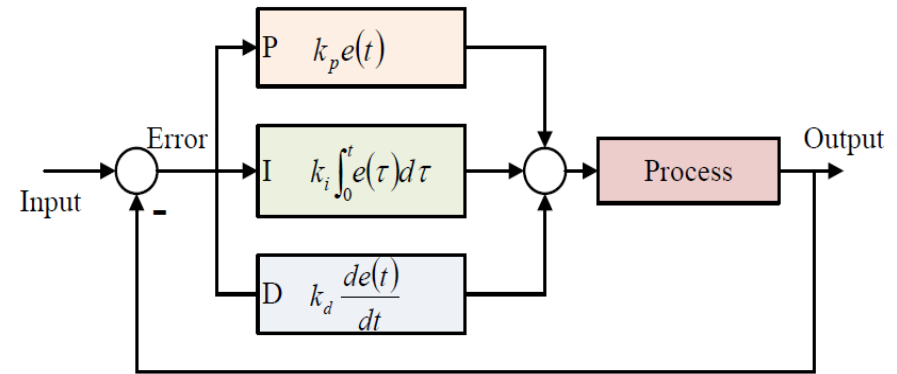 P k_p e(t)
Error
Output
Input
-
I k_i ∫_0^t e(τ)dτ
Process
D k_d de(t)/dt